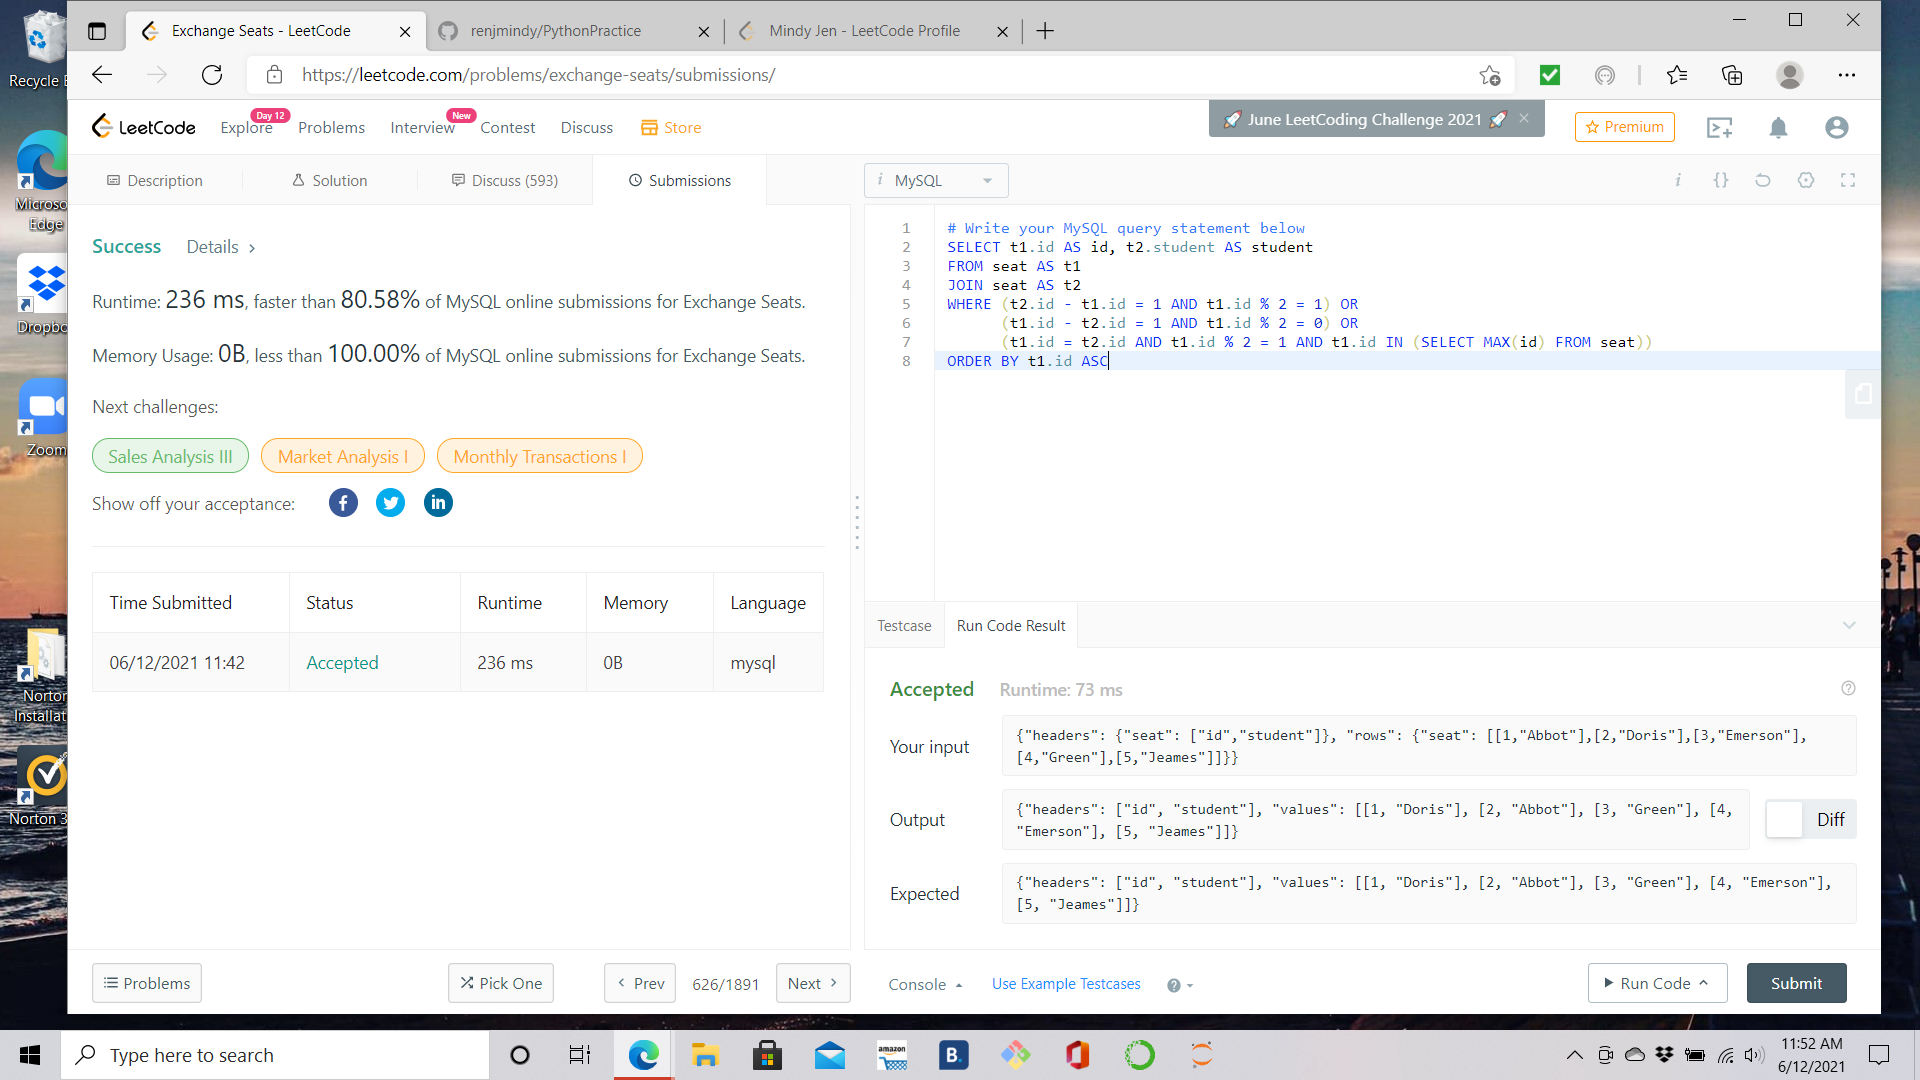 Recycle
Exchange Seats - LeetCode
renjmindy/PythonPractice
Mindy Jen - LeetCode Profile
https://leetcode.com/problems/exchange-seats/submissions/
LeetCode
Explore
Day 12
Problems
Interview
New
Contest
Discuss
Store
🚀 June LeetCoding Challenge 2021 🚀
Premium
Description
Solution
Discuss (593)
Submissions
i MySQL
Success
Details >
Runtime: 236 ms, faster than 80.58% of MySQL online submissions for Exchange Seats.
Memory Usage: 0B, less than 100.00% of MySQL online submissions for Exchange Seats.
Next challenges:
Sales Analysis III
Market Analysis I
Monthly Transactions I
Show off your acceptance:
Time Submitted Status Runtime Memory Language
06/12/2021 11:42 Accepted 236 ms 0B mysql
1 # Write your MySQL query statement below
2 SELECT t1.id AS id, t2.student AS student
3 FROM seat AS t1
4 JOIN seat AS t2
5 WHERE (t2.id - t1.id = 1 AND t1.id % 2 = 1) OR
6 (t1.id - t2.id = 1 AND t1.id % 2 = 0) OR
7 (t1.id = t2.id AND t1.id % 2 = 1 AND t1.id IN (SELECT MAX(id) FROM seat))
8 ORDER BY t1.id ASC
Testcase
Run Code Result
Accepted
Runtime: 73 ms
Your input
{"headers": {"seat": ["id","student"]}, "rows": {"seat": [[1,"Abbot"],[2,"Doris"],[3,"Emerson"],
[4,"Green"],[5,"Jeames"]]}}
Output
{"headers": ["id", "student"], "values": [[1, "Doris"], [2, "Abbot"], [3, "Green"], [4,
"Emerson"], [5, "Jeames"]]}
Diff
Expected
{"headers": ["id", "student"], "values": [[1, "Doris"], [2, "Abbot"], [3, "Green"], [4, "Emerson"],
[5, "Jeames"]]}
Problems
Pick One
Prev
626/1891
Next
Console
Use Example Testcases
Run Code
Submit
Microso
Edge
Dropbo
Zoom
Norton
Installat
Norton 3
Type here to search
amazon
B.
11:52 AM
6/12/2021